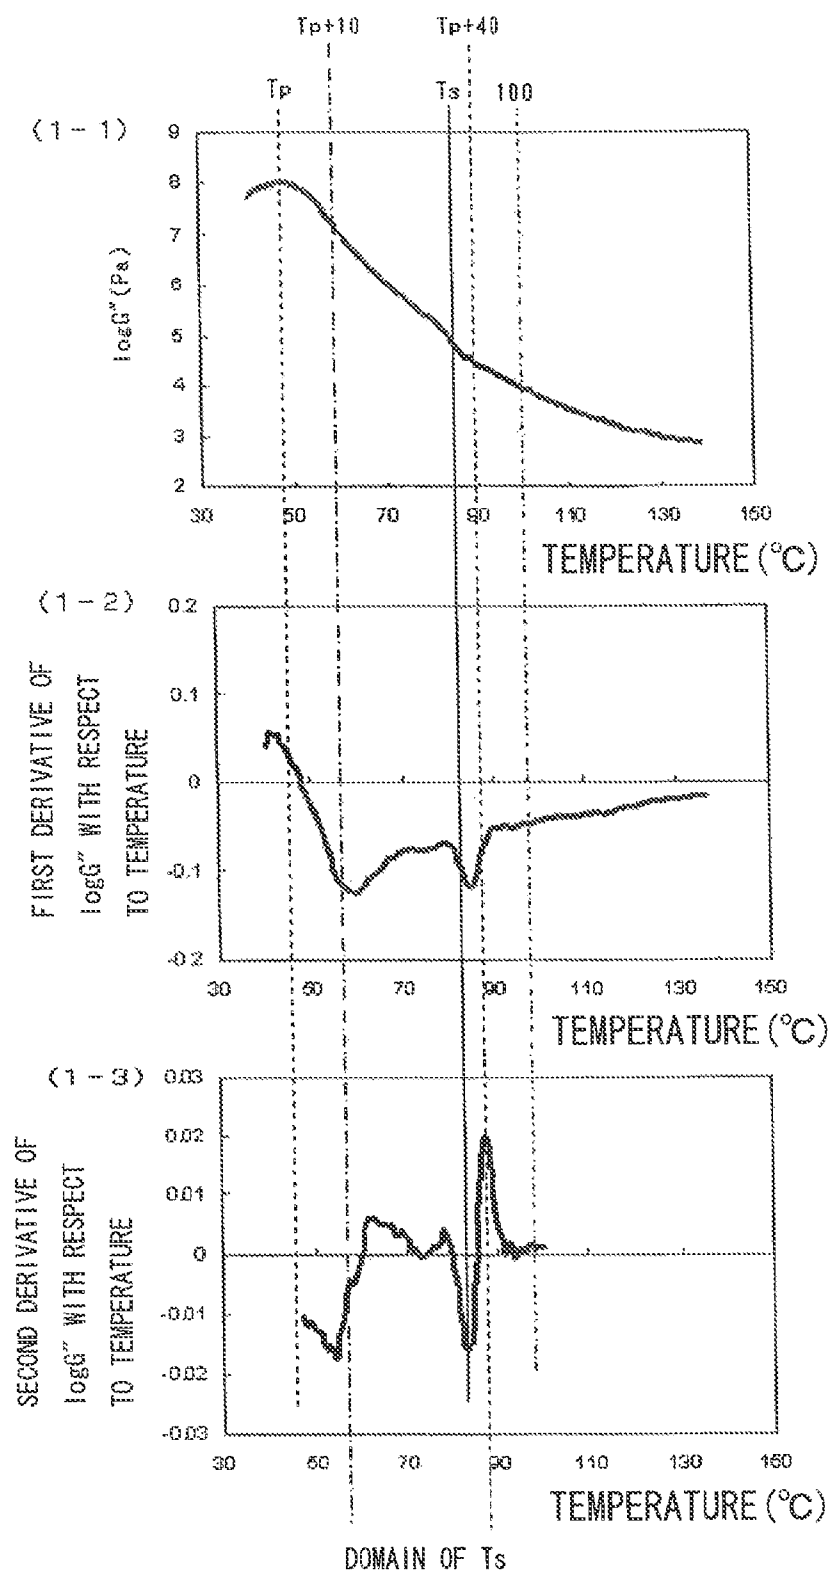 Tp+10 Tp+40
Tp Ts 100
(1-1)
9
8
7
6
5
4
3
2
logG"(Pa)
30 50 70 90 110 130 150
TEMPERATURE (°C)
(1-2)
0.2
0.1
0
-0.1
-0.2
FIRST DERIVATIVE OF
logG" WITH RESPECT
TO TEMPERATURE
30 50 70 90 110 130 150
TEMPERATURE (°C)
(1-3)
0.03
0.02
0.01
0
-0.01
-0.02
-0.03
SECOND DERIVATIVE OF
logG" WITH RESPECT
TO TEMPERATURE
30 50 70 90 110 130 150
TEMPERATURE (°C)
DOMAIN OF Ts